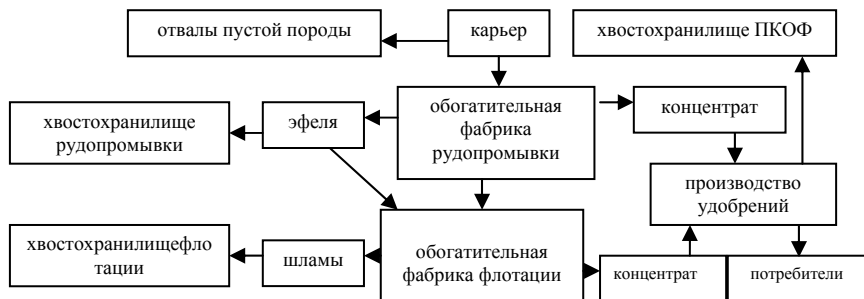 отвалы пустой породы
карьер
хвостохранилище ПКОФ
хвостохранилище
рудопромывки
эфеля
обогатительная
фабрика
рудопромывки
концентрат
производство
удобрений
хвостохранилищефло
тации
шламы
обогатительная
фабрика флотации
концентрат
потребители